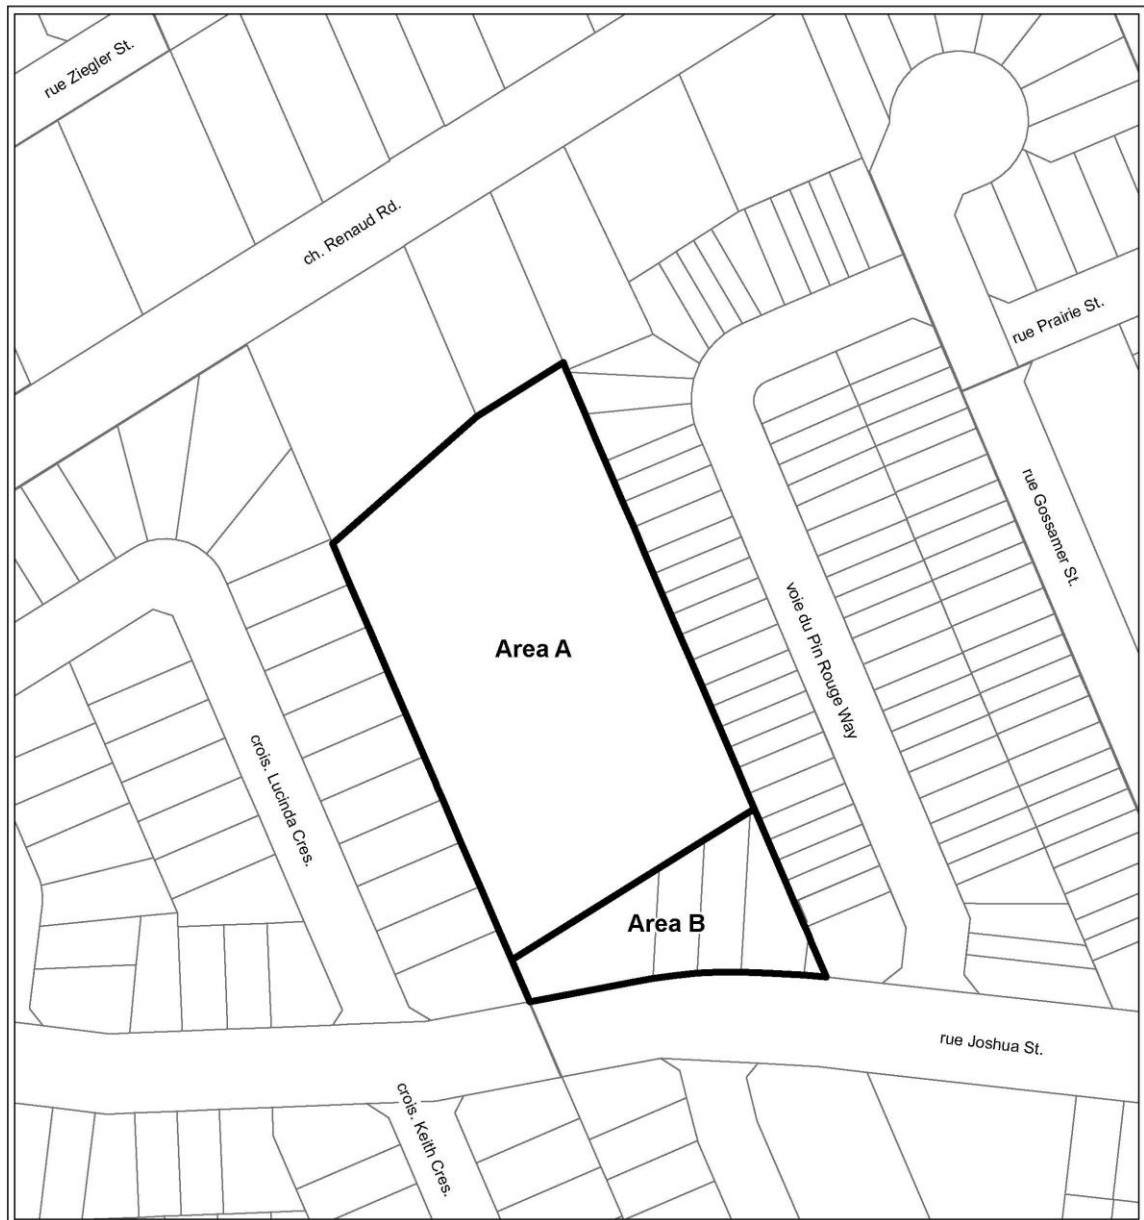 rue Ziegler St.
ch. Renaud Rd.
rue Prairie St.
rue Gossamer St.
voie du Pin Rouge Way
Area A
crois. Lucinda Cres.
Area B
rue Joshua St.
crois. Keith Cres.